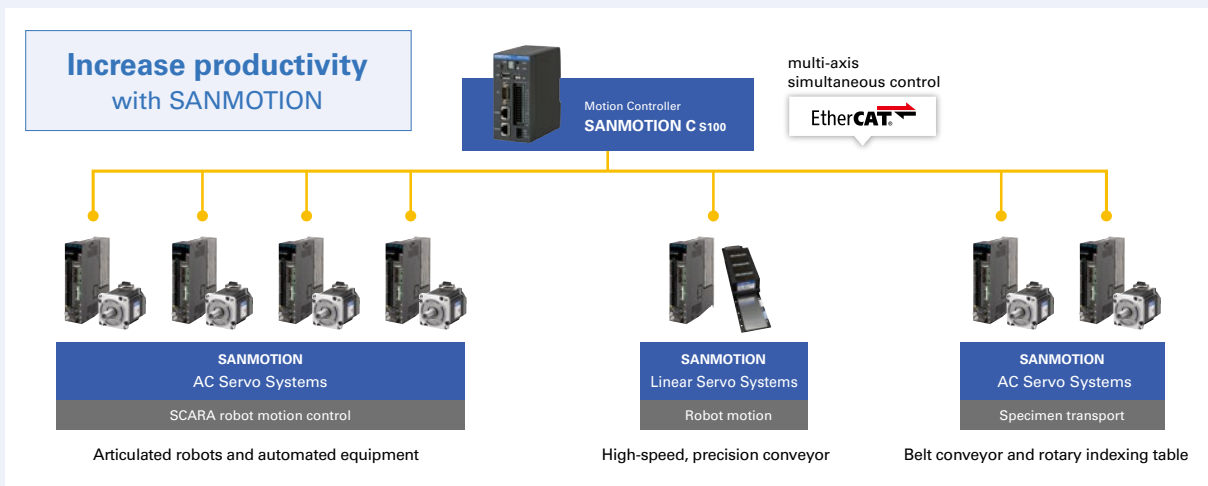 Increase productivity
with SANMOTION
Motion Controller
SANMOTION C S100
multi-axis
simultaneous control
EtherCAT®
SANMOTION
AC Servo Systems
SCARA robot motion control
Articulated robots and automated equipment
SANMOTION
Linear Servo Systems
Robot motion
High-speed, precision conveyor
SANMOTION
AC Servo Systems
Specimen transport
Belt conveyor and rotary indexing table